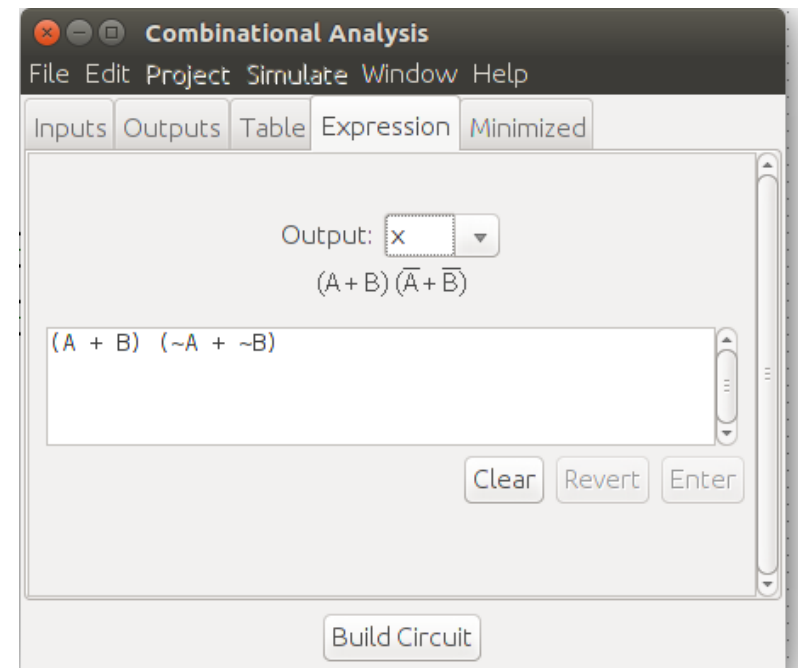 Combinational Analysis
File Edit Project Simulate Window Help
Inputs Outputs Table Expression Minimized
Output: x
(A + B) (A̅ + B̅)
(A + B) (~A + ~B)
Clear Revert Enter
Build Circuit